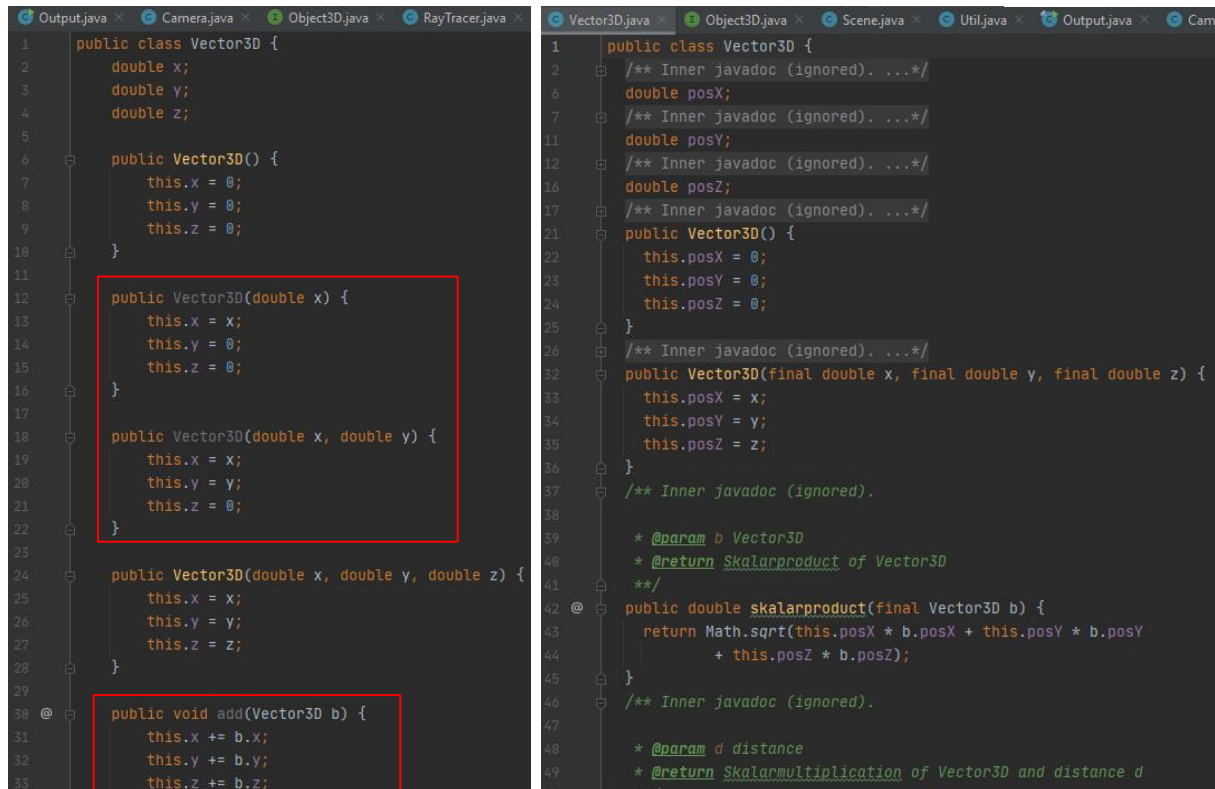 Output.java Camera.java Object3D.java RayTracer.java
1 public class Vector3D {
2 double x;
3 double y;
4 double z;
5
6 public Vector3D() {
7 this.x = 0;
8 this.y = 0;
9 this.z = 0;
10 }
11
12 public Vector3D(double x) {
13 this.x = x;
14 this.y = 0;
15 this.z = 0;
16 }
17
18 public Vector3D(double x, double y) {
19 this.x = x;
20 this.y = y;
21 this.z = 0;
22 }
23
24 public Vector3D(double x, double y, double z) {
25 this.x = x;
26 this.y = y;
27 this.z = z;
28 }
29
30 @ public void add(Vector3D b) {
31 this.x += b.x;
32 this.y += b.y;
33 this.z += b.z;
Vector3D.java Object3D.java Scene.java Util.java Output.java Cam
1 public class Vector3D {
2 /** Inner javadoc (ignored). ...*/
6 double posX;
7 /** Inner javadoc (ignored). ...*/
11 double posY;
12 /** Inner javadoc (ignored). ...*/
16 double posZ;
17 /** Inner javadoc (ignored). ...*/
21 public Vector3D() {
22 this.posX = 0;
23 this.posY = 0;
24 this.posZ = 0;
25 }
26 /** Inner javadoc (ignored). ...*/
32 public Vector3D(final double x, final double y, final double z) {
33 this.posX = x;
34 this.posY = y;
35 this.posZ = z;
36 }
37 /** Inner javadoc (ignored).
38
39 * @param b Vector3D
40 * @return Skalarproduct of Vector3D
41 **/
42 @ public double skalarproduct(final Vector3D b) {
43 return Math.sqrt(this.posX * b.posX + this.posY * b.posY
44 + this.posZ * b.posZ);
45 }
46 /** Inner javadoc (ignored).
47
48 * @param d distance
49 * @return Skalarmultiplication of Vector3D and distance d